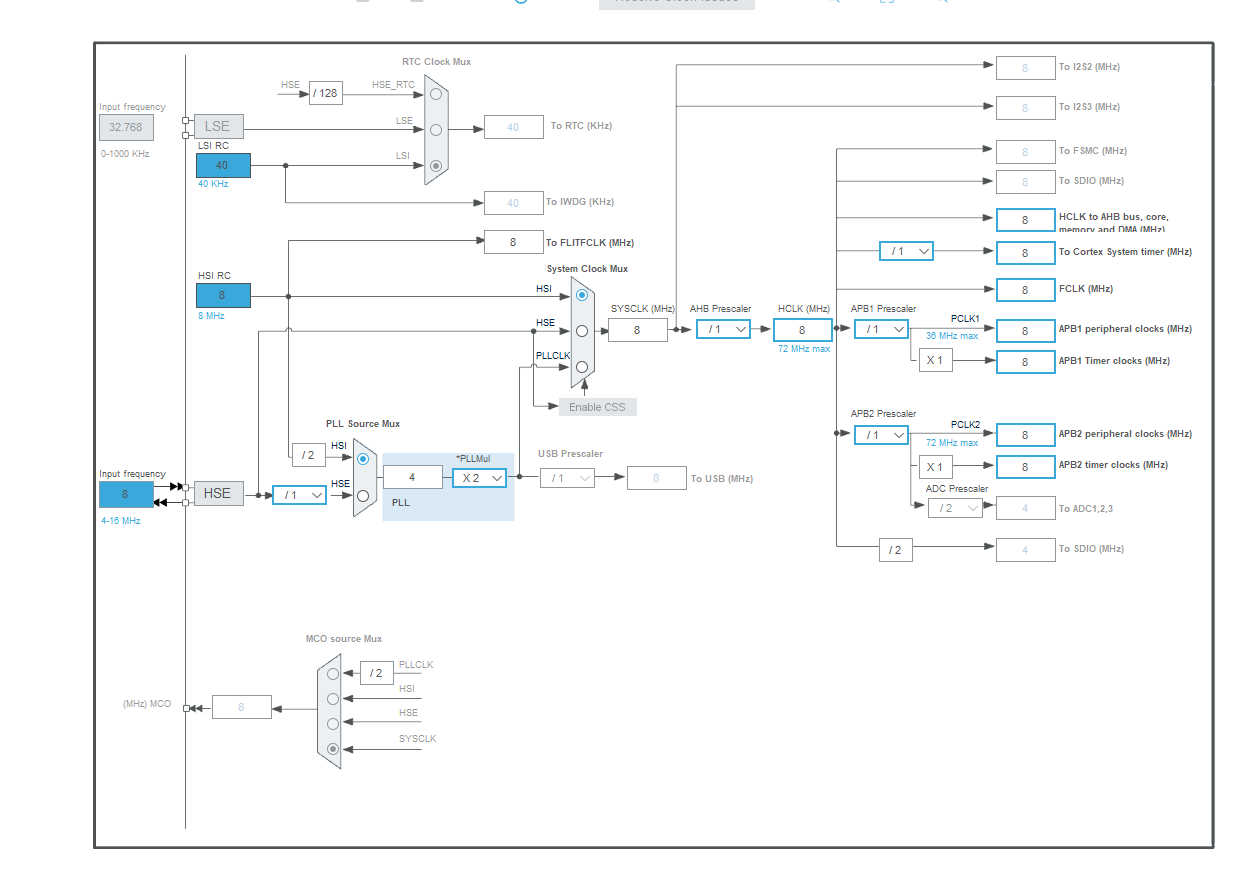 RTC Clock Mux
HSE
/ 128
HSE_RTC
8
To I2S2 (MHz)
Input frequency
32.768
0-1000 KHz
LSE
LSE
40
To RTC (KHz)
8
To I2S3 (MHz)
LSI RC
40
40 KHz
LSI
8
To FSMC (MHz)
8
To SDIO (MHz)
40
To IWDG (KHz)
8
HCLK to AHB bus, core,
memory and DMA (MHz)
8
To FLITFCLK (MHz)
/ 1
8
To Cortex System timer (MHz)
System Clock Mux
HSI RC
8
8 MHz
HSI
8
FCLK (MHz)
SYSCLK (MHz)
AHB Prescaler
HCLK (MHz)
APB1 Prescaler
HSE
8
/ 1
8
72 MHz max
/ 1
PCLK1
36 MHz max
8
APB1 peripheral clocks (MHz)
PLLCLK
X 1
8
APB1 Timer clocks (MHz)
Enable CSS
APB2 Prescaler
PLL Source Mux
/ 1
PCLK2
72 MHz max
8
APB2 peripheral clocks (MHz)
/ 2
HSI
*PLLMul
USB Prescaler
X 1
8
APB2 timer clocks (MHz)
Input frequency
8
4-16 MHz
HSE
/ 1
HSE
4
X 2
PLL
/ 1
8
To USB (MHz)
ADC Prescaler
/ 2
4
To ADC1,2,3
/ 2
4
To SDIO (MHz)
MCO source Mux
/ 2
PLLCLK
HSI
(MHz) MCO
8
HSE
SYSCLK